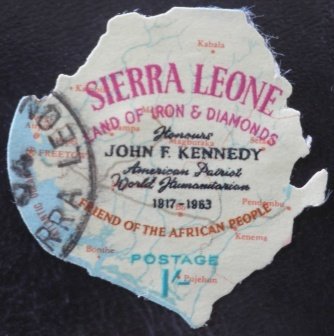 Kabala
SIERRA LEONE
LAND OF IRON & DIAMONDS
Honours
Magburaka
JOHN F. KENNEDY
FREETOWN
American Patriot
World Humanitarian
1917-1963
Pendembu
FRIEND OF THE AFRICAN PEOPLE
Kenema
Bonthe
POSTAGE
1/-
Pujehun